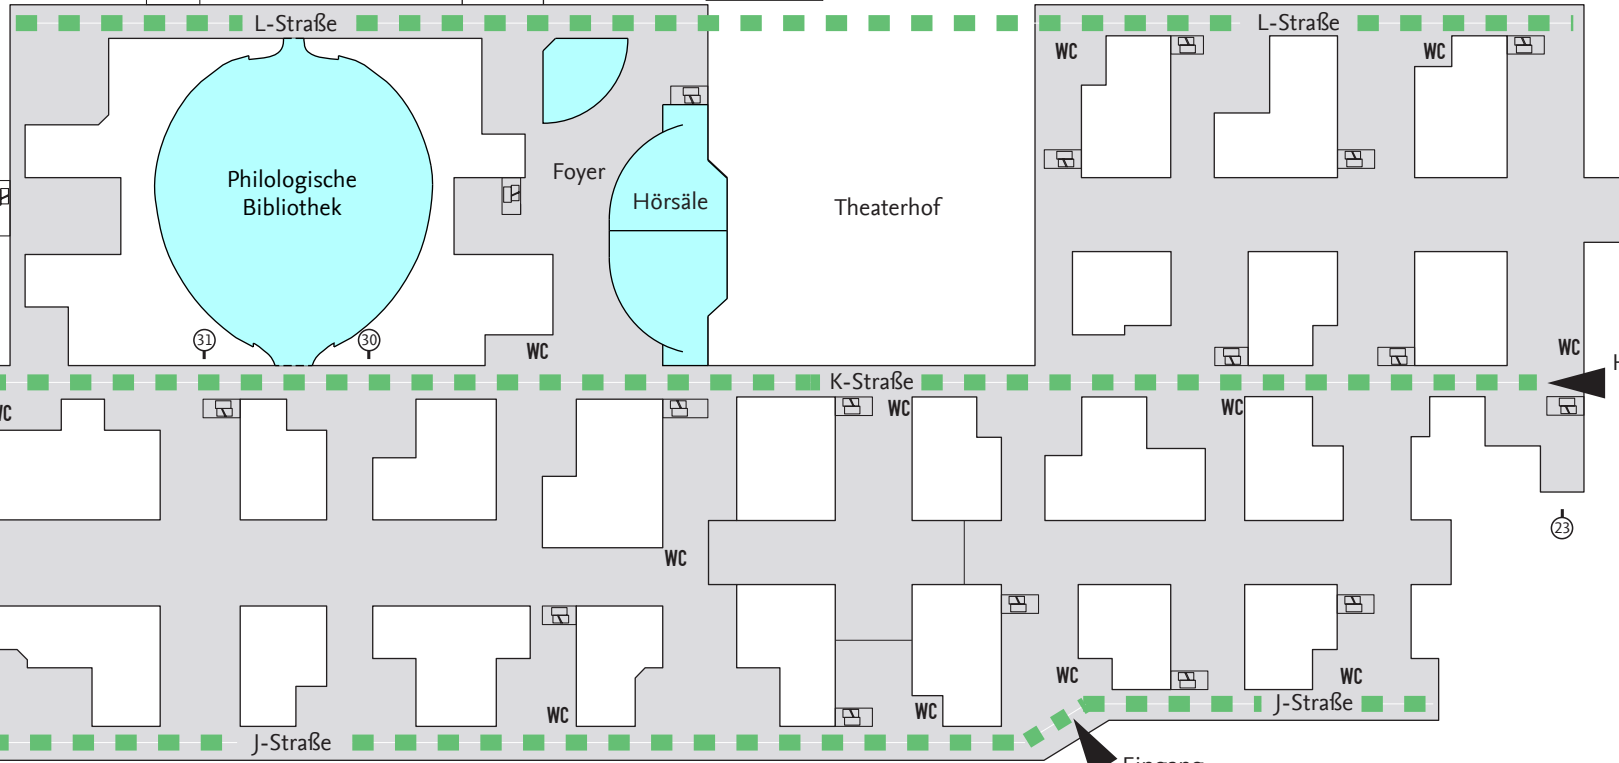 L-Straße
L-Straße
WC
WC
Philologische
Bibliothek
Foyer
Hörsäle
Theaterhof
31
30
WC
WC
K-Straße
H
WC
WC
WC
23
WC
WC
WC
WC
WC
J-Straße
J-Straße
Eingang